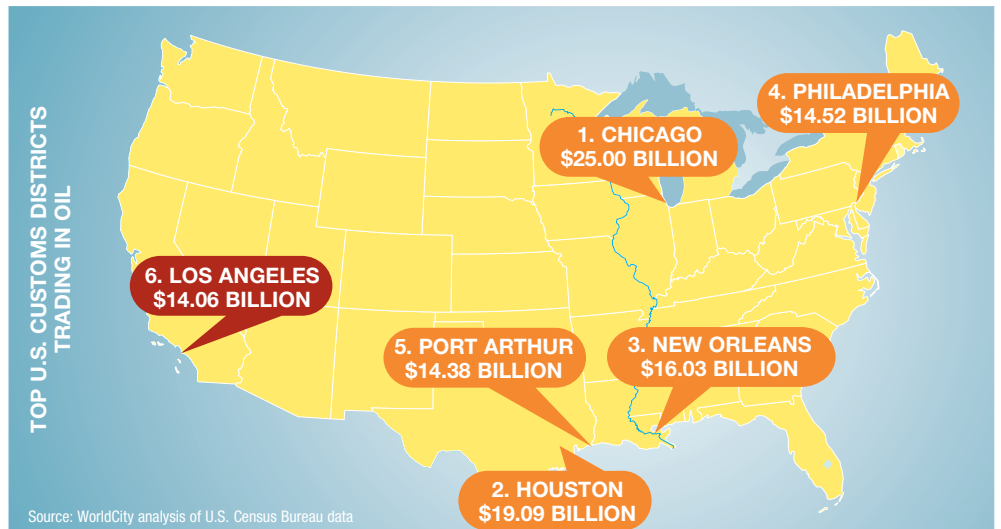 TOP U.S. CUSTOMS DISTRICTS
TRADING IN OIL
1. CHICAGO
$25.00 BILLION
4. PHILADELPHIA
$14.52 BILLION
6. LOS ANGELES
$14.06 BILLION
5. PORT ARTHUR
$14.38 BILLION
3. NEW ORLEANS
$16.03 BILLION
2. HOUSTON
$19.09 BILLION
Source: WorldCity analysis of U.S. Census Bureau data